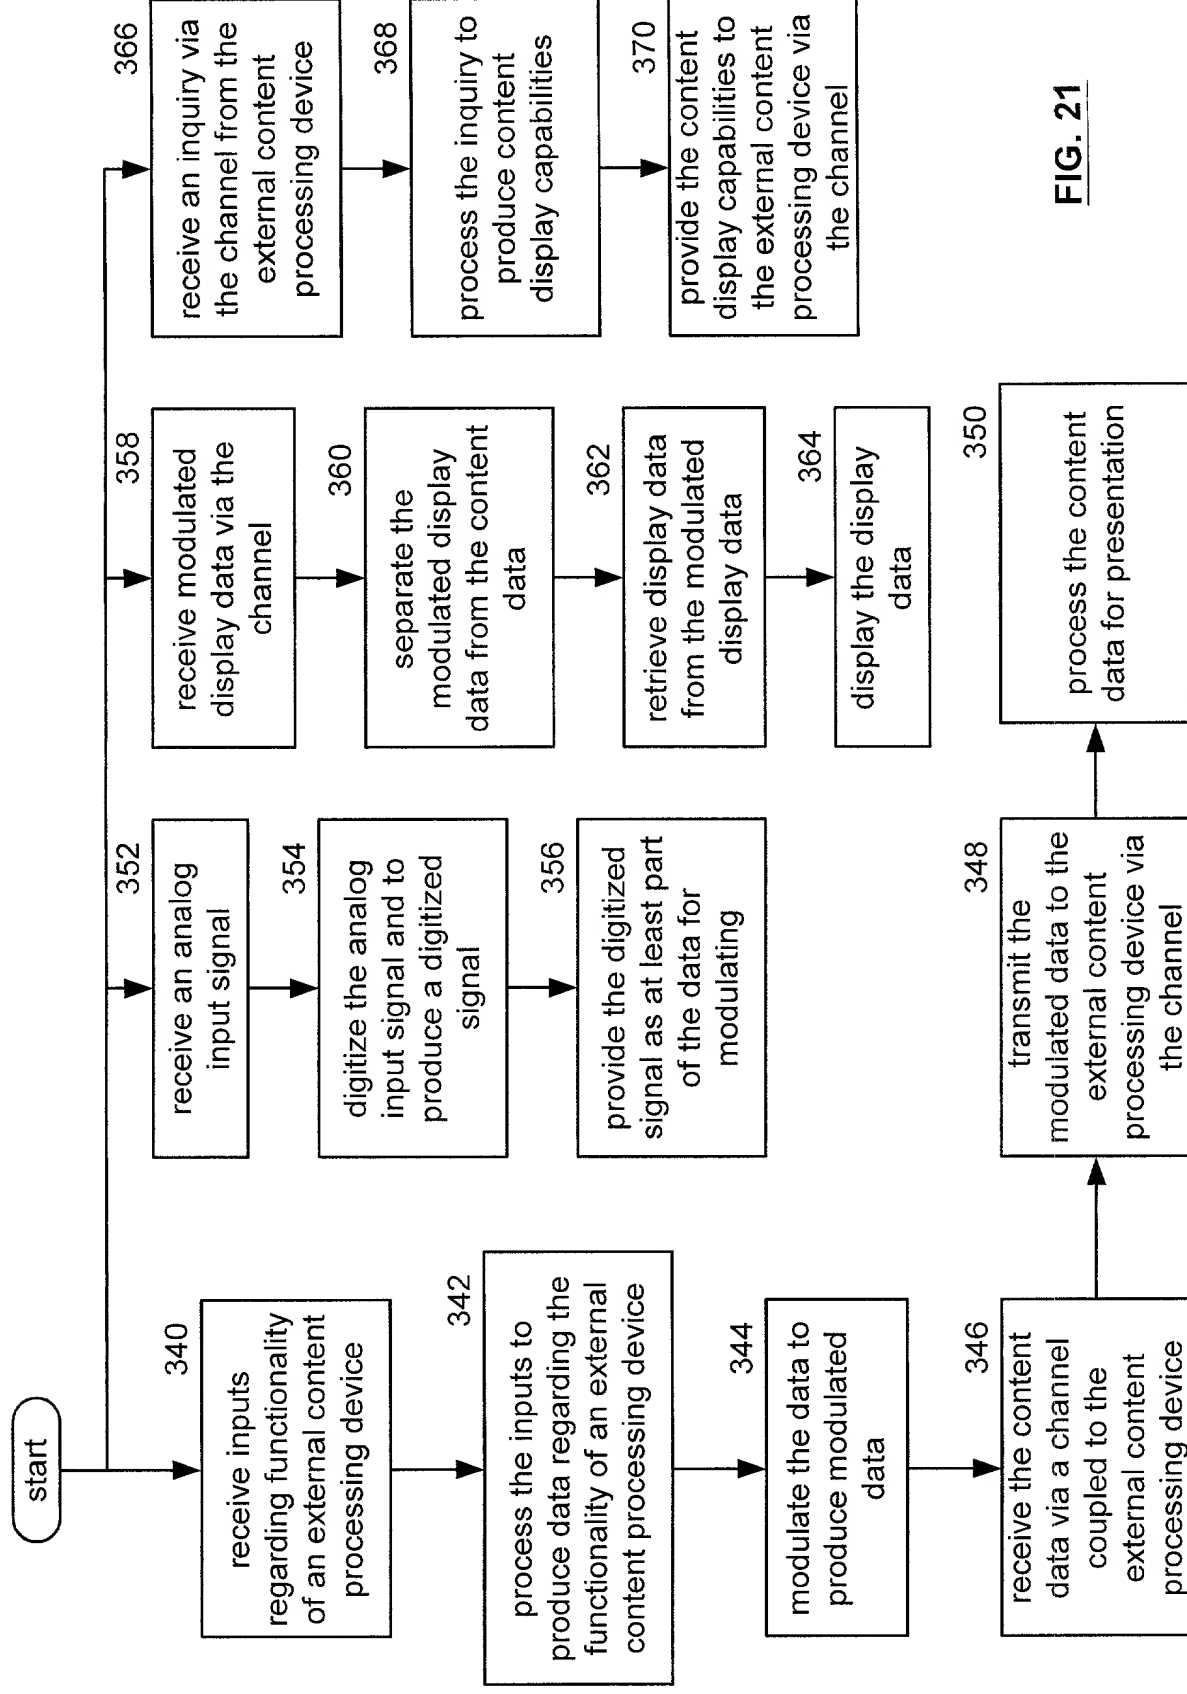 start
340
receive inputs
regarding functionality
of an external content
processing device
342
process the inputs to
produce data regarding the
functionality of an external
content processing device
344
modulate the data to
produce modulated
data
346
receive the content
data via a channel
coupled to the
external content
processing device
348
transmit the
modulated data to the
external content
processing device via
the channel
350
process the content
data for presentation
352
receive an analog
input signal
354
digitize the analog
input signal and to
produce a digitized
signal
356
provide the digitized
signal as at least part
of the data for
modulating
358
receive modulated
display data via the
channel
360
separate the
modulated display
data from the content
data
362
retrieve display data
from the modulated
display data
364
display the display
data
366
receive an inquiry via
the channel from the
external content
processing device
368
process the inquiry to
produce content
display capabilities
370
provide the content
display capabilities to
the external content
processing device via
the channel
FIG. 21